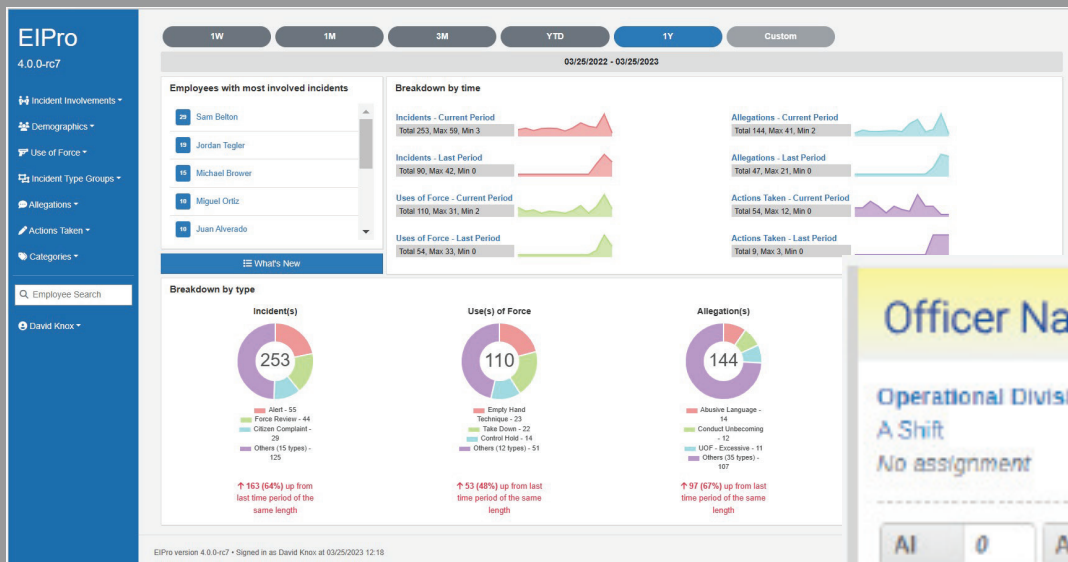 EIPro
4.0.0-rc7
Incident Involvements
Demographics
Use of Force
Incident Type Groups
Allegations
Actions Taken
Categories
Employee Search
David Knox
1W
1M
3M
YTD
1Y
Custom
03/25/2022 - 03/25/2023
Employees with most involved incidents
29 Sam Belton
19 Jordan Tegler
15 Michael Brower
10 Miguel Ortiz
10 Juan Alverado
What's New
Breakdown by time
Incidents - Current Period
Total 253, Max 59, Min 3
Incidents - Last Period
Total 90, Max 42, Min 0
Uses of Force - Current Period
Total 110, Max 31, Min 2
Uses of Force - Last Period
Total 54, Max 33, Min 0
Allegations - Current Period
Total 144, Max 41, Min 2
Allegations - Last Period
Total 47, Max 21, Min 0
Actions Taken - Current Period
Total 54, Max 12, Min 0
Actions Taken - Last Period
Total 9, Max 3, Min 0
Breakdown by type
Incident(s)
253
Alert - 55
Force Review - 44
Citizen Complaint -
29
Others (15 types) -
125
↑ 163 (64%) up from
last time period of the
same length
Use(s) of Force
110
Empty Hand
Technique - 23
Take Down - 22
Control Hold - 14
Others (12 types) - 51
↑ 53 (48%) up from last
time period of the same
length
Allegation(s)
144
Abusive Language -
14
Conduct Unbecoming
- 12
UOF - Excessive - 11
Others (35 types) -
107
↑ 97 (67%) up from last
time period of the same
length
EIPro version 4.0.0-rc7 • Signed in as David Knox at 03/25/2023 12:18
Officer Na
Operational Divisi
A Shift
No assignment
AI 0 A